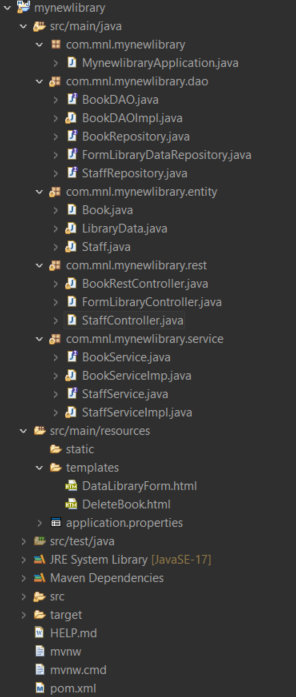 mynewlibrary
src/main/java
com.mnl.mynewlibrary
MynewlibraryApplication.java
com.mnl.mynewlibrary.dao
BookDAO.java
BookDAOImpl.java
BookRepository.java
FormLibraryDataRepository.java
StaffRepository.java
com.mnl.mynewlibrary.entity
Book.java
LibraryData.java
Staff.java
com.mnl.mynewlibrary.rest
BookRestController.java
FormLibraryController.java
StaffController.java
com.mnl.mynewlibrary.service
BookService.java
BookServiceImp.java
StaffService.java
StaffServiceImpl.java
src/main/resources
static
templates
DataLibraryForm.html
DeleteBook.html
application.properties
src/test/java
JRE System Library [JavaSE-17]
Maven Dependencies
src
target
HELP.md
mvnw
mvnw.cmd
pom.xml